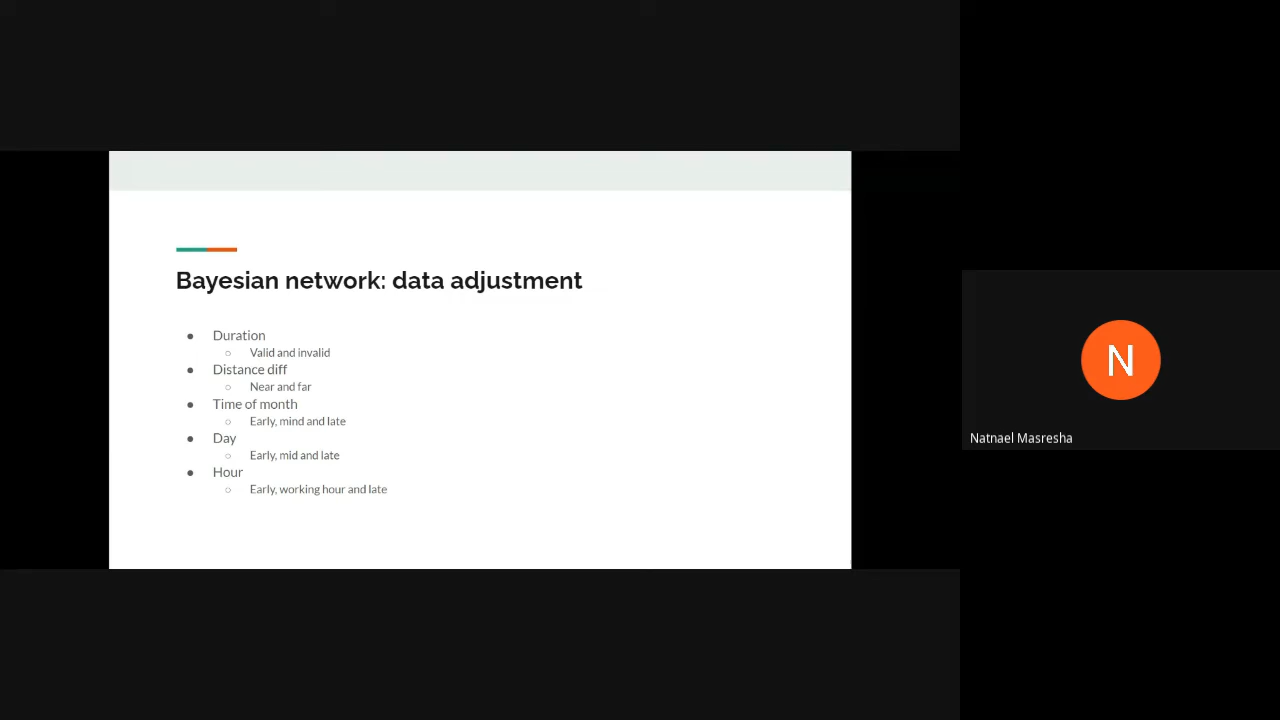 Bayesian network: data adjustment
● Duration
○ Valid and invalid
● Distance diff
○ Near and far
● Time of month
○ Early, mind and late
● Day
○ Early, mid and late
● Hour
○ Early, working hour and late
N
Natnael Masresha